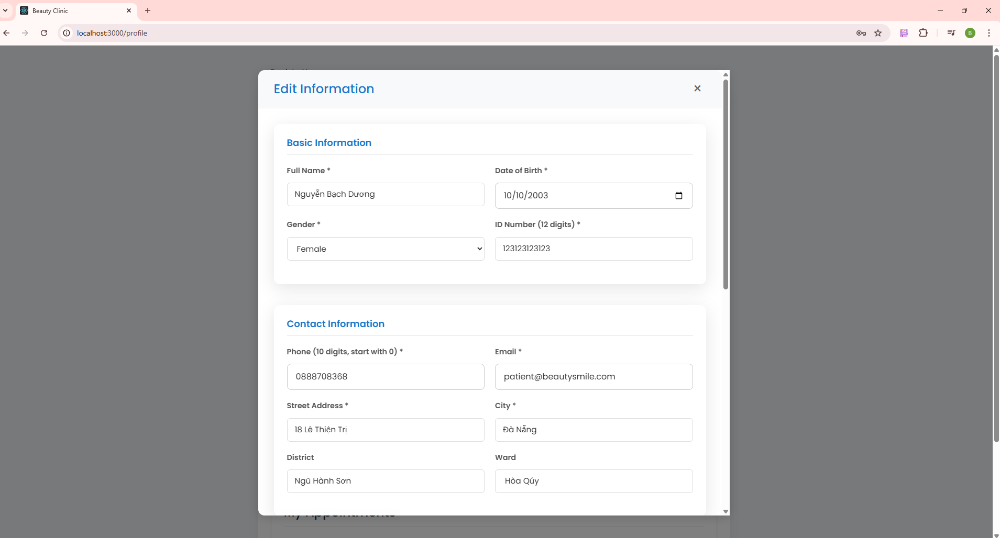 Beauty Clinic
localhost:3000/profile
B
Edit Information
Basic Information
Full Name *
Date of Birth *
Nguyễn Bạch Dương
10/10/2003
Gender *
ID Number (12 digits) *
Female
123123123123
Contact Information
Phone (10 digits, start with 0) *
Email *
0888708368
patient@beautysmile.com
Street Address *
City *
18 Lê Thiện Trị
Đà Nẵng
District
Ward
Ngũ Hành Sơn
Hòa Qúy
My Appointments